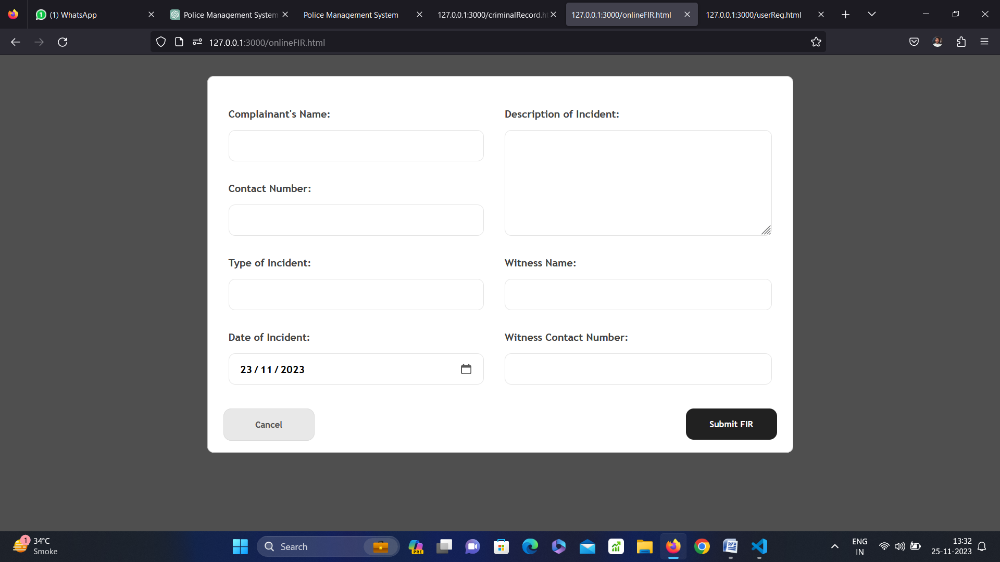 (1) WhatsApp
Police Management System
Police Management System
127.0.0.1:3000/criminalRecord.h
127.0.0.1:3000/onlineFIR.html
127.0.0.1:3000/userReg.html
127.0.0.1:3000/onlineFIR.html
Complainant's Name:
Description of Incident:
Contact Number:
Type of Incident:
Witness Name:
Date of Incident:
Witness Contact Number:
23/11/2023
Cancel
Submit FIR
1
34°C
Smoke
Search
PRE
ENG
IN
13:32
25-11-2023